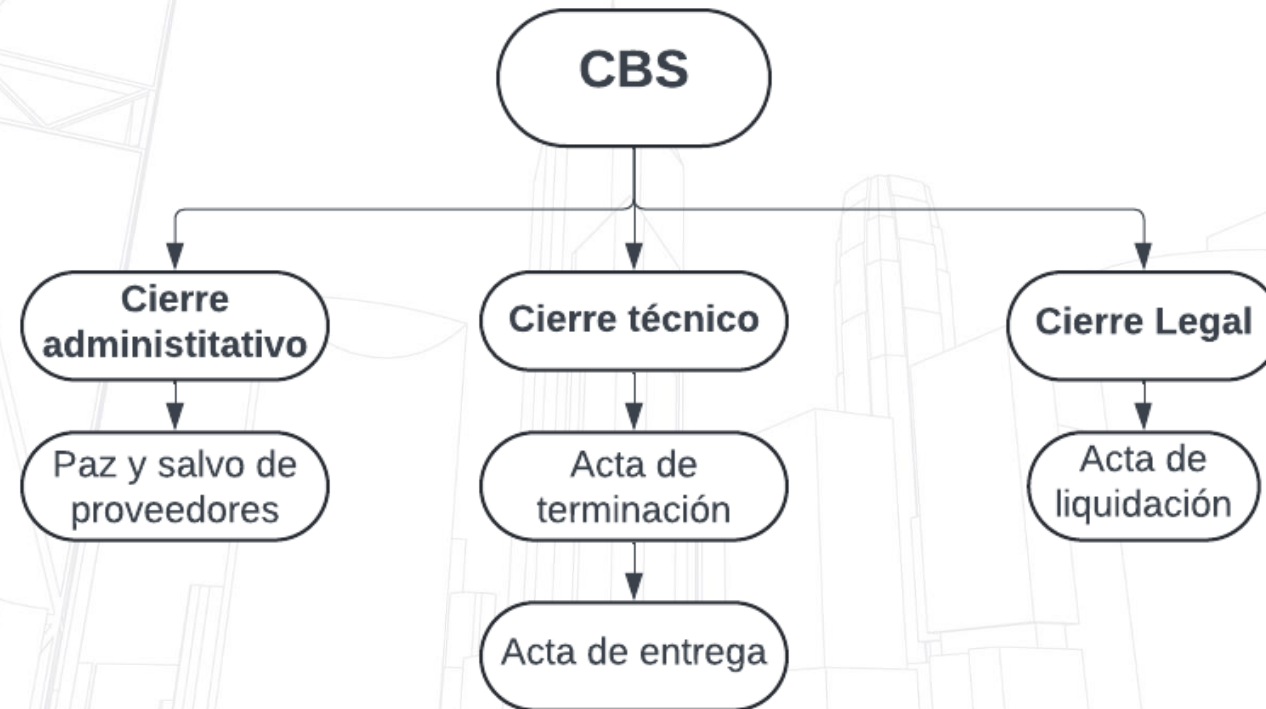 CBS
Cierre
administitativo
Cierre técnico
Cierre Legal
Paz y salvo de
proveedores
Acta de
terminación
Acta de
liquidación
Acta de entrega